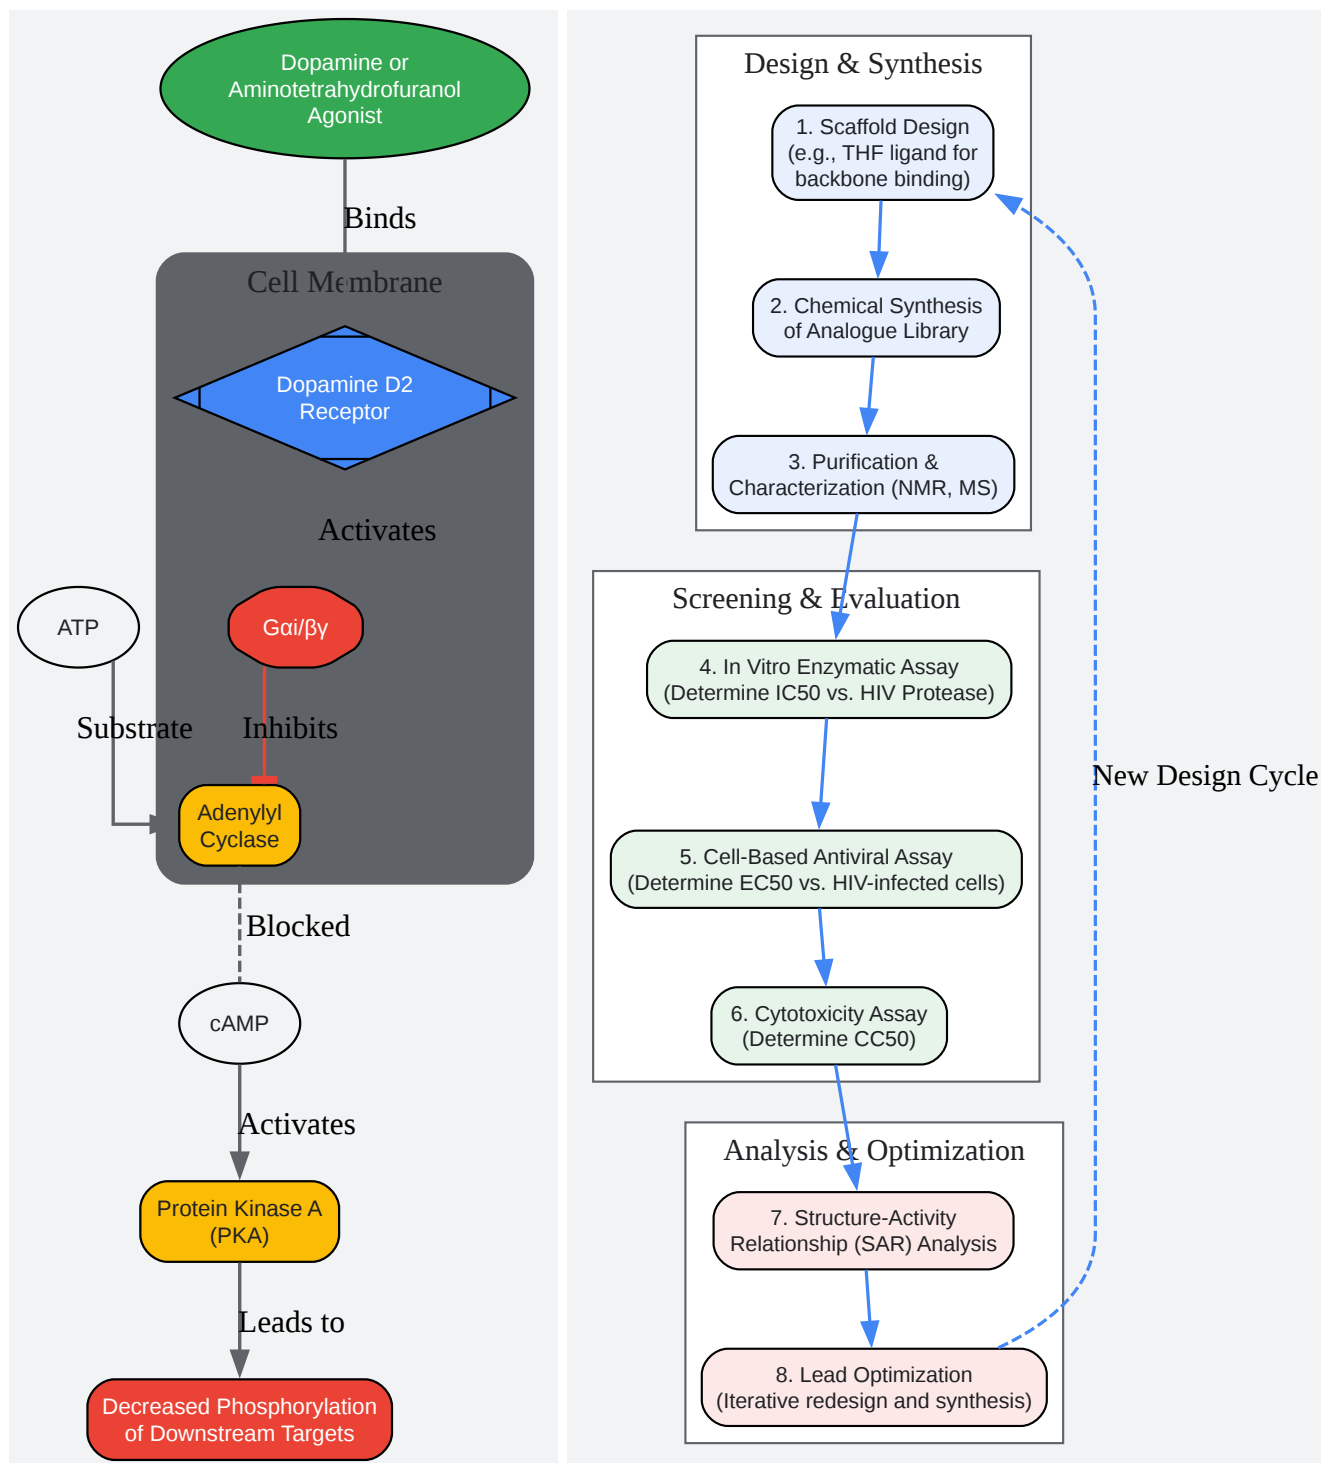 Dopamine or
Aminotetrahydrofuranol
Agonist
Binds
Cell Membrane
Dopamine D2
Receptor
Activates
ATP
Gαi/βγ
Substrate
Inhibits
Adenylyl
Cyclase
Blocked
cAMP
Activates
Protein Kinase A
(PKA)
Leads to
Decreased Phosphorylation
of Downstream Targets
Design & Synthesis
1. Scaffold Design
(e.g., THF ligand for
backbone binding)
2. Chemical Synthesis
of Analogue Library
3. Purification &
Characterization (NMR, MS)
Screening & Evaluation
4. In Vitro Enzymatic Assay
(Determine IC50 vs. HIV Protease)
5. Cell-Based Antiviral Assay
(Determine EC50 vs. HIV-infected cells)
6. Cytotoxicity Assay
(Determine CC50)
Analysis & Optimization
7. Structure-Activity
Relationship (SAR) Analysis
8. Lead Optimization
(Iterative redesign and synthesis)
New Design Cycle